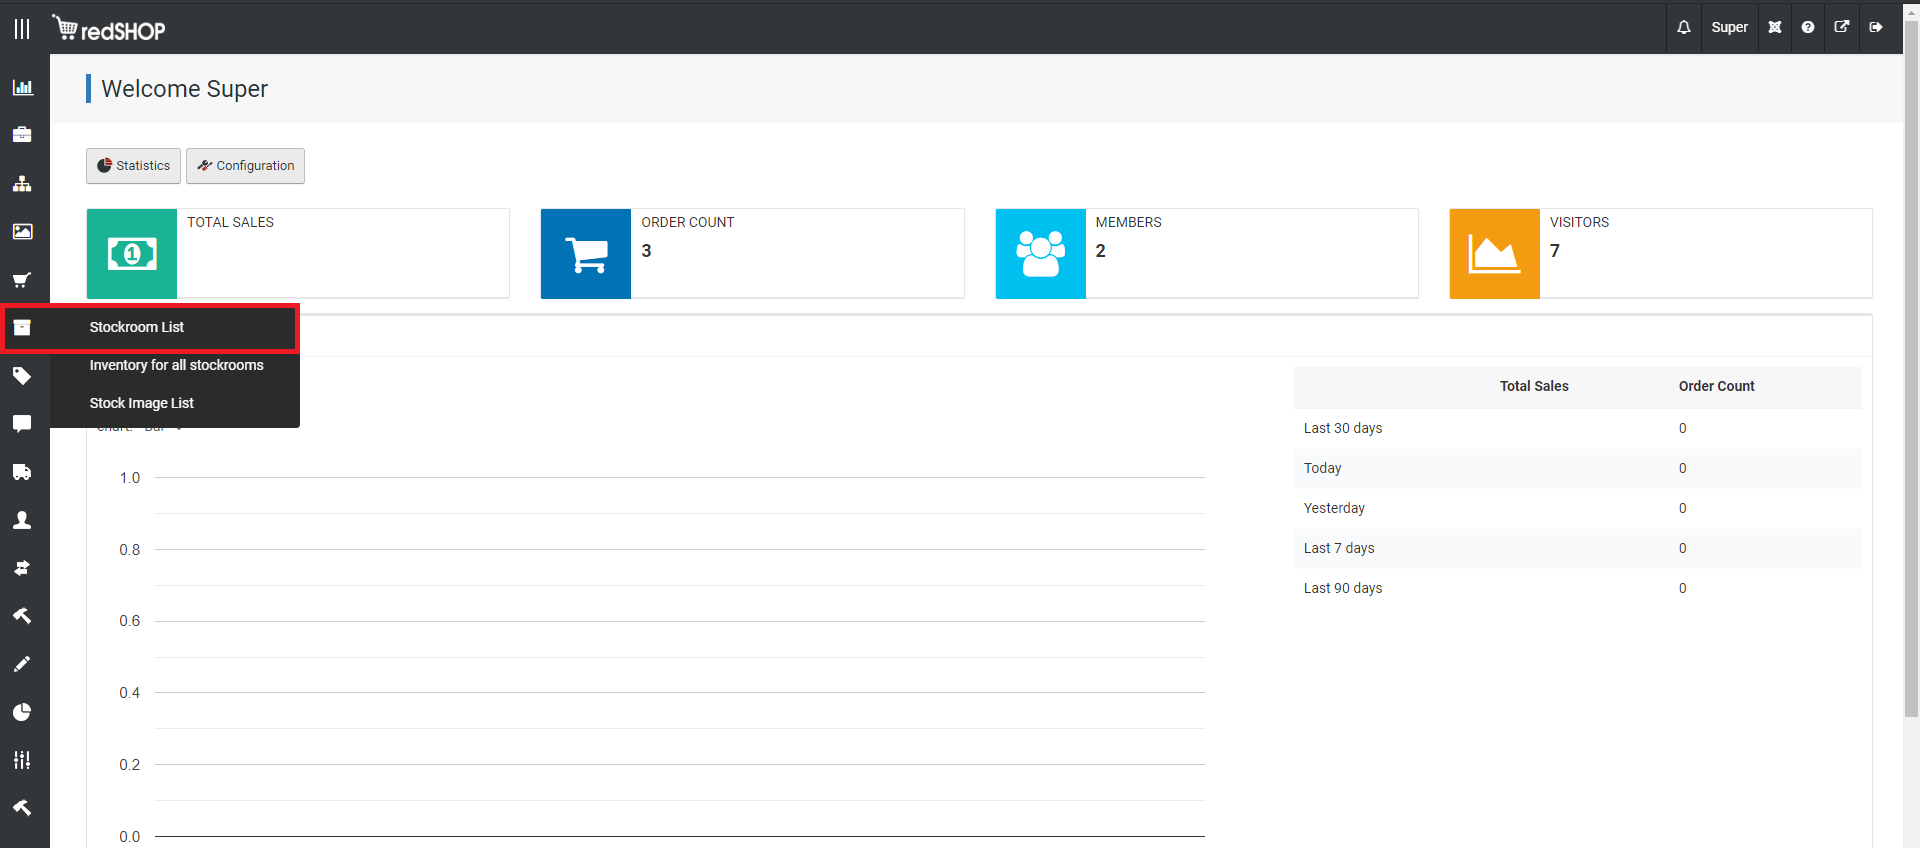 redSHOP
Super
Welcome Super
Statistics
Configuration
TOTAL SALES
1
ORDER COUNT
3
MEMBERS
2
VISITORS
7
Stockroom List
Inventory for all stockrooms
Stock Image List
Total Sales Order Count
Last 30 days 0
Today 0
Yesterday 0
Last 7 days 0
Last 90 days 0
1.0
0.8
0.6
0.4
0.2
0.0